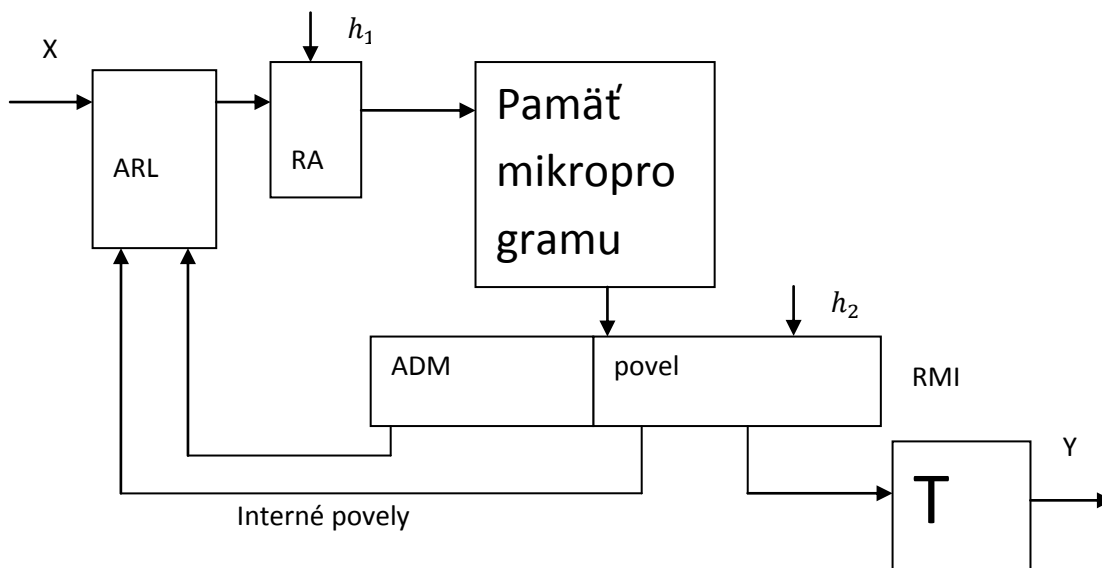 X
h₁
ARL
RA
Pamäť
mikropro
gramu
h₂
ADM
povel
RMI
Interné povely
T
Y